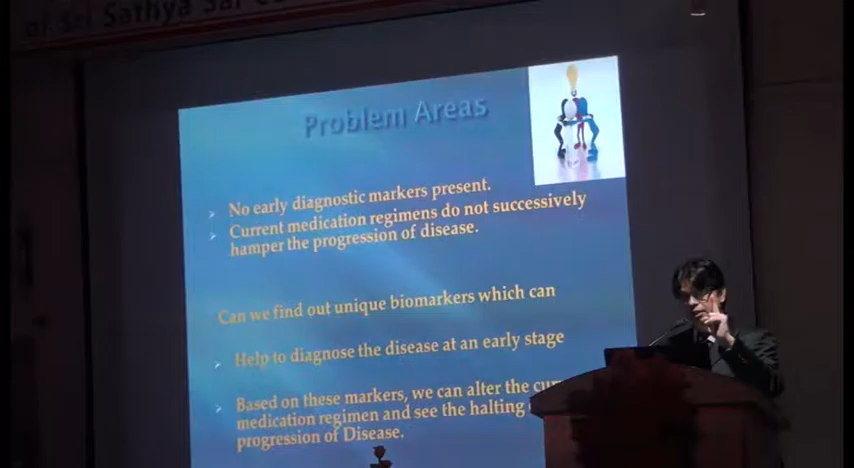 of Sri Sathya Sai
Problem Areas
No early diagnostic markers present.
Current medication regimens do not successively
hamper the progression of disease.
Can we find out unique biomarkers which can
Help to diagnose the disease at an early stage
Based on these markers, we can alter the
medication regimen and see the halting
progression of Disease.